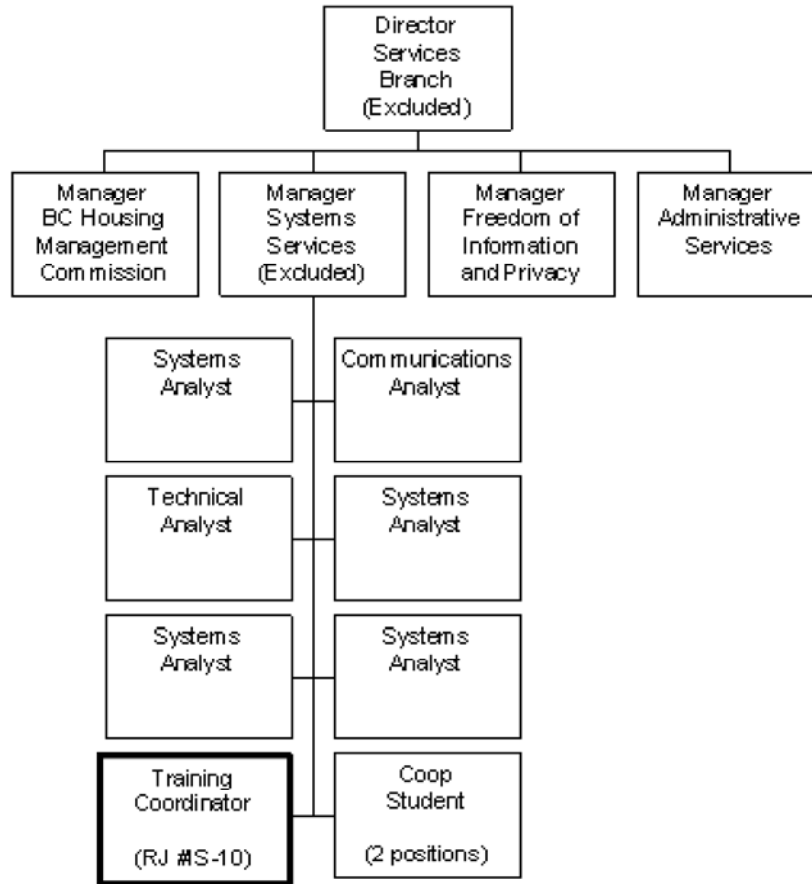 Director
Services
Branch
(Excluded)
Manager
BC Housing
Management
Commission
Manager
Systems
Services
(Excluded)
Manager
Freedom of
Information
and Privacy
Manager
Administrative
Services
Systems
Analyst
Communications
Analyst
Technical
Analyst
Systems
Analyst
Systems
Analyst
Systems
Analyst
Training
Coordinator
(RJ #IS-10)
Coop
Student
(2 positions)